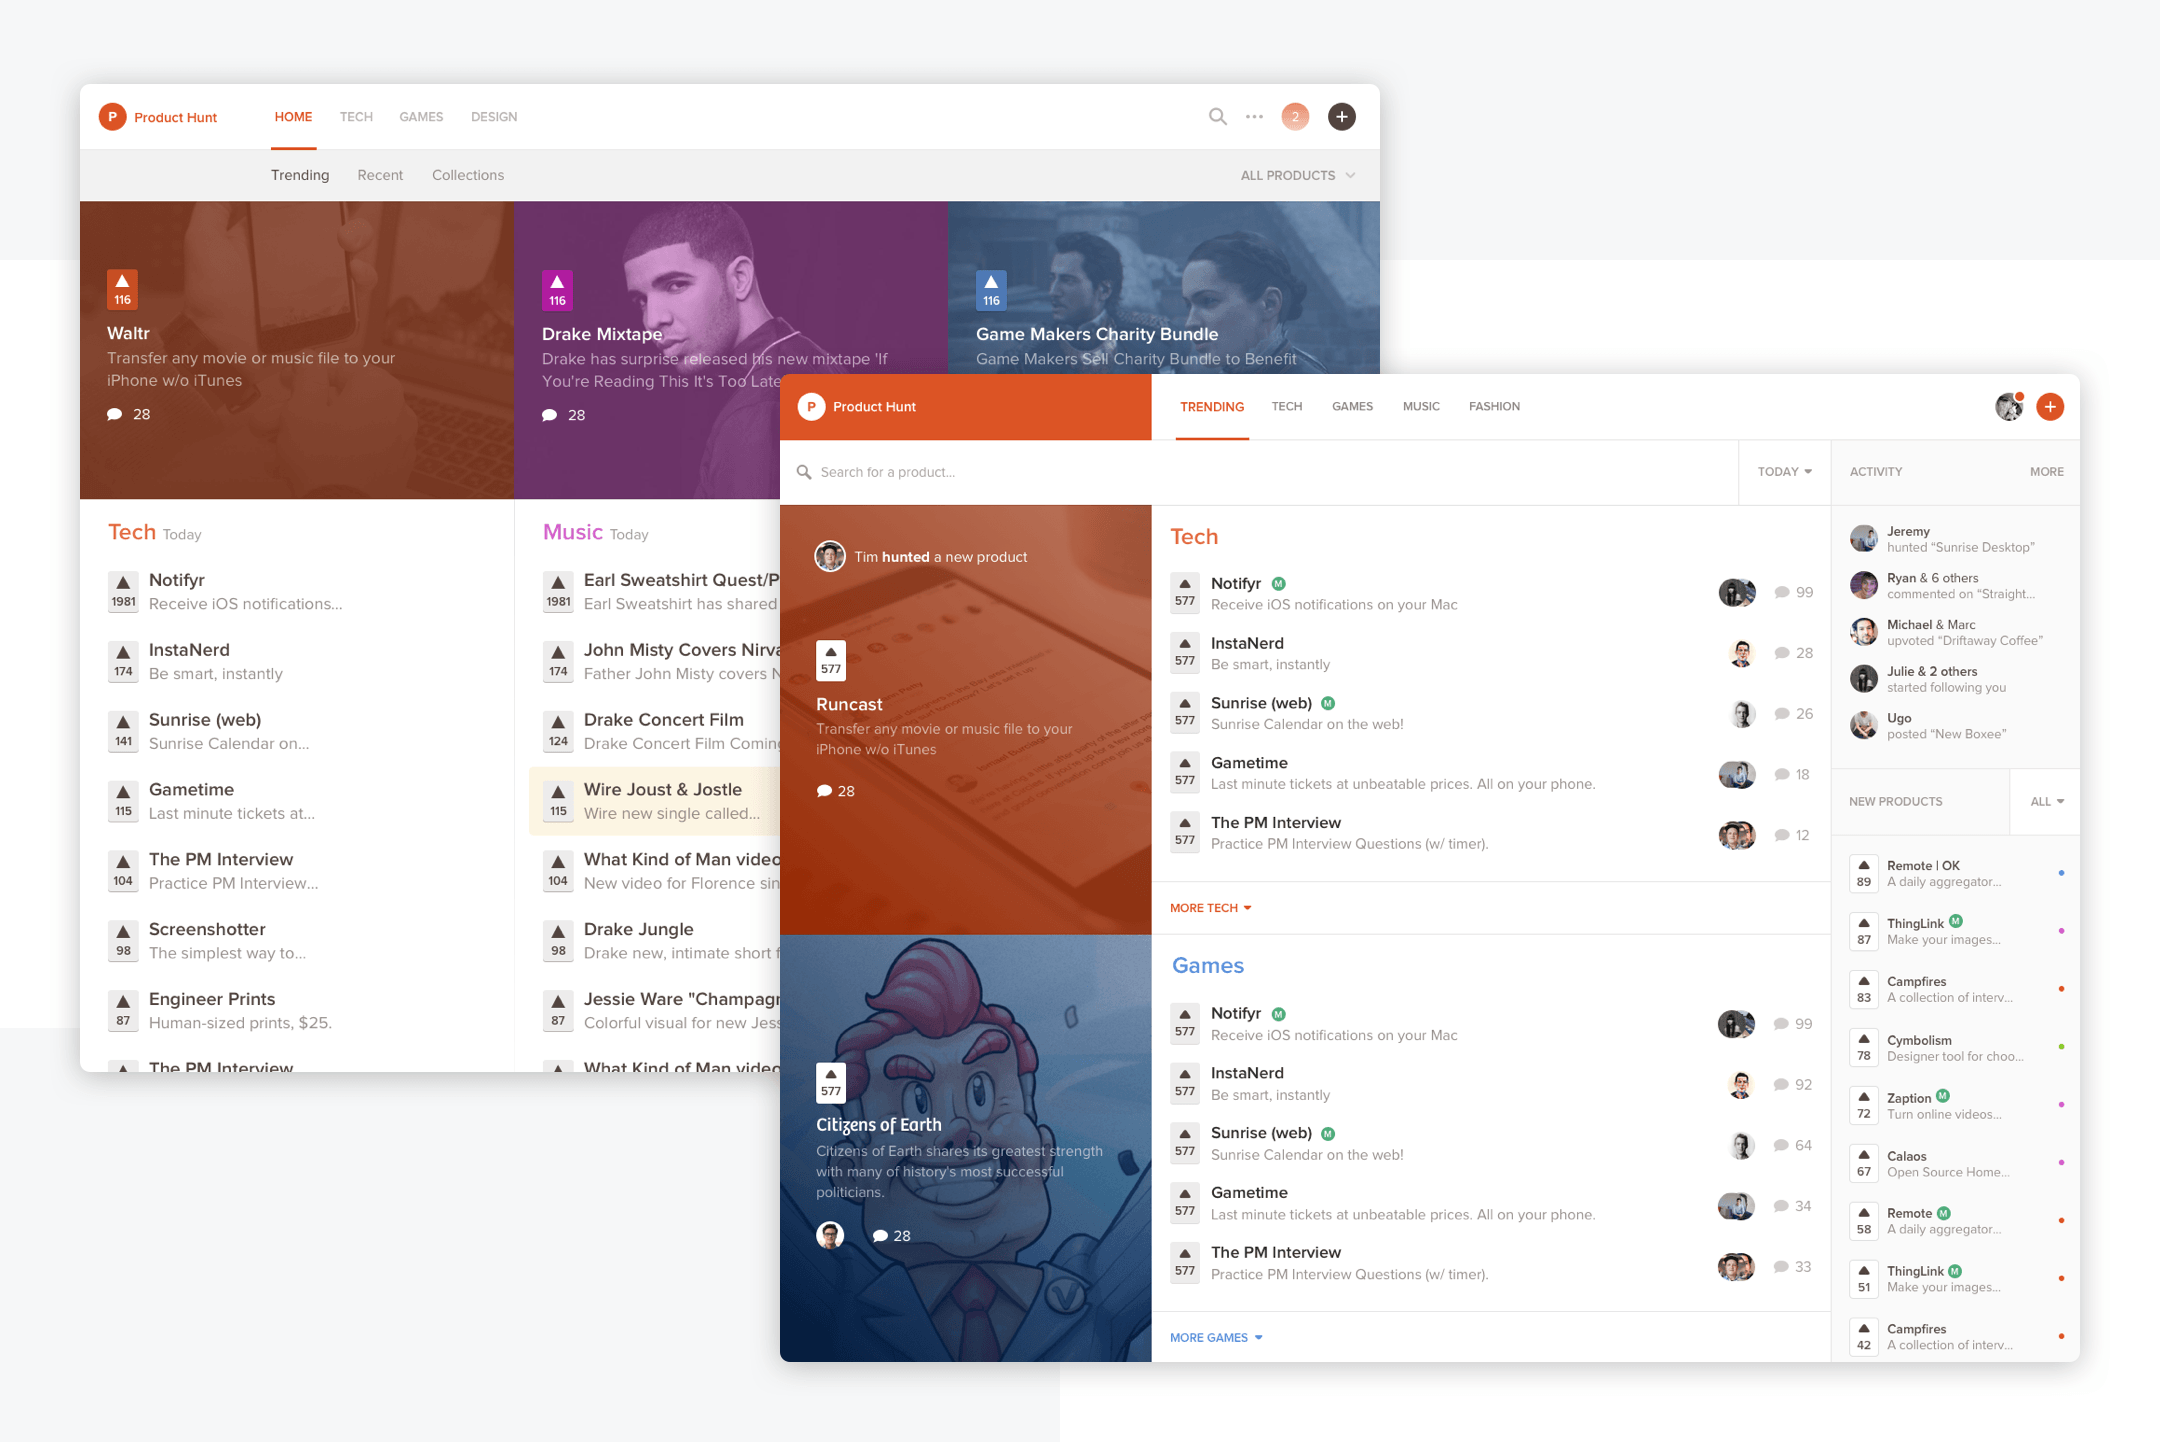 Product Hunt
HOME TECH GAMES DESIGN
2
Trending Recent Collections
ALL PRODUCTS
116
Waltr
Transfer any movie or music file to your
iPhone w/o iTunes
28
116
Drake Mixtape
Drake has surprise released his new mixtape 'If
You're Reading This It's Too Late
28
116
Game Makers Charity Bundle
Game Makers Sell Charity Bundle to Benefit
Tech Today
1981
Notifyr
Receive iOS notifications...
174
InstaNerd
Be smart, instantly
141
Sunrise (web)
Sunrise Calendar on...
115
Gametime
Last minute tickets at...
104
The PM Interview
Practice PM Interview...
98
Screenshotter
The simplest way to...
87
Engineer Prints
Human-sized prints, $25.
The PM Interview
Music Today
1981
Earl Sweatshirt Quest/P
Earl Sweatshirt has shared
174
John Misty Covers Nirva
Father John Misty covers N
124
Drake Concert Film
Drake Concert Film Coming
115
Wire Joust & Jostle
Wire new single called...
104
What Kind of Man video
New video for Florence sin
98
Drake Jungle
Drake new, intimate short f
87
Jessie Ware "Champagn
Colorful visual for new Jess
What Kind of Man video
P Product Hunt
TRENDING TECH GAMES MUSIC FASHION
Search for a product...
TODAY
ACTIVITY MORE
Tim hunted a new product
577
Runcast
Transfer any movie or music file to your
iPhone w/o iTunes
28
577
Citizens of Earth
Citizens of Earth shares its greatest strength
with many of history's most successful
politicians.
28
Tech
577
Notifyr M
Receive iOS notifications on your Mac
99
577
InstaNerd
Be smart, instantly
28
577
Sunrise (web) M
Sunrise Calendar on the web!
26
577
Gametime
Last minute tickets at unbeatable prices. All on your phone.
18
577
The PM Interview
Practice PM Interview Questions (w/ timer).
12
MORE TECH
Games
577
Notifyr M
Receive iOS notifications on your Mac
99
577
InstaNerd
Be smart, instantly
92
577
Sunrise (web) M
Sunrise Calendar on the web!
64
577
Gametime
Last minute tickets at unbeatable prices. All on your phone.
34
577
The PM Interview
Practice PM Interview Questions (w/ timer).
33
MORE GAMES
Jeremy
hunted “Sunrise Desktop”
Ryan & 6 others
commented on “Straight...
Michael & Marc
upvoted “Driftaway Coffee”
Julie & 2 others
started following you
Ugo
posted “New Boxee”
NEW PRODUCTS ALL
89
Remote | OK
A daily aggregator...
87
ThingLink M
Make your images...
83
Campfires
A collection of interv...
78
Cymbolism
Designer tool for choo...
72
Zaption M
Turn online videos...
67
Calaos
Open Source Home...
58
Remote M
A daily aggregator...
51
ThingLink M
Make your images...
42
Campfires
A collection of interv...